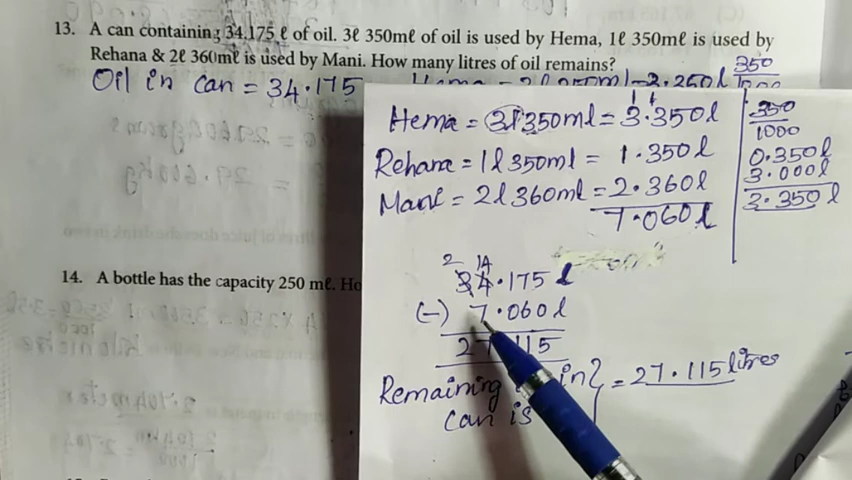 13. A can containing 34.175 ℓ of oil. 3ℓ 350mℓ of oil is used by Hema, 1ℓ 350mℓ is used by
Rehana & 2ℓ 360mℓ is used by Mani. How many litres of oil remains?
Oil in can = 34.175
350
Hema = 3l 350ml = 3.350l
350
1000
Rehana = 1l 350ml = 1.350l
0.350l
3.000l
Mani = 2l 360ml = 2.360l
3.350l
7.060l
2 14
34.175 l
(-) 7.060l
27 115
14. A bottle has the capacity 250 mℓ.
Remaining in = 27.115 litres
can is